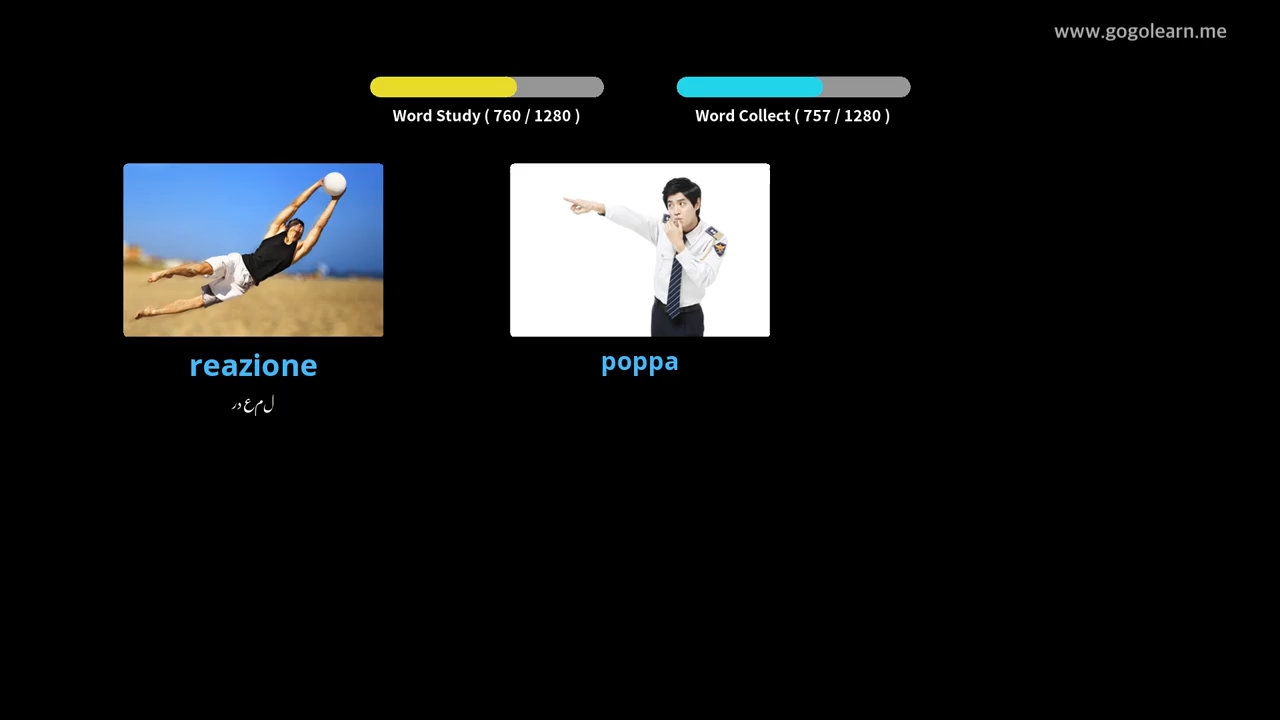 www.gogolearn.me
Word Study ( 760 / 1280 )
Word Collect ( 757 / 1280 )
reazione
poppa
ردعمل